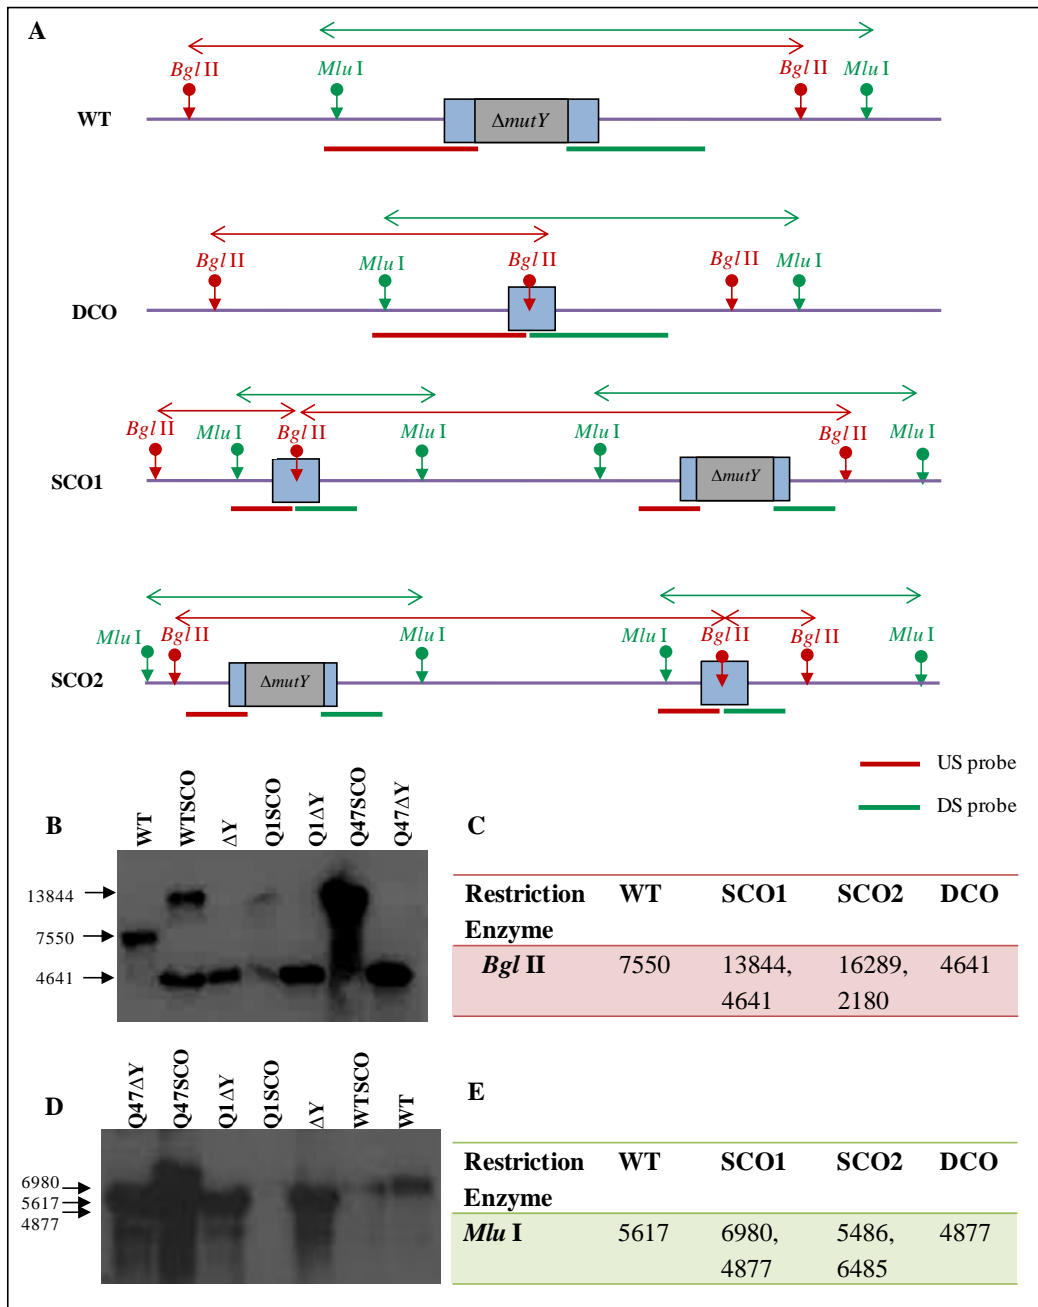 A
Bgl II
Mlu I
Bgl II
Mlu I
WT
ΔmutY
Bgl II
Mlu I
Bgl II
Bgl II
Mlu I
DCO
Bgl II
Mlu I
Bgl II
Mlu I
Mlu I
Bgl II
Mlu I
SCO1
ΔmutY
Mlu I
Bgl II
Mlu I
Mlu I
Bgl II
Bgl II
Mlu I
SCO2
ΔmutY
US probe
DS probe
B
WT
WTSCO
ΔY
Q1SCO
Q1ΔY
Q47SCO
Q47ΔY
13844
7550
4641
C
Restriction Enzyme WT SCO1 SCO2 DCO
Bgl II 7550 13844, 16289, 4641
4641 2180
D
Q47ΔY
Q47SCO
Q1ΔY
Q1SCO
ΔY
WTSCO
WT
6980
5617
4877
E
Restriction Enzyme WT SCO1 SCO2 DCO
Mlu I 5617 6980, 5486, 4877
4877 6485